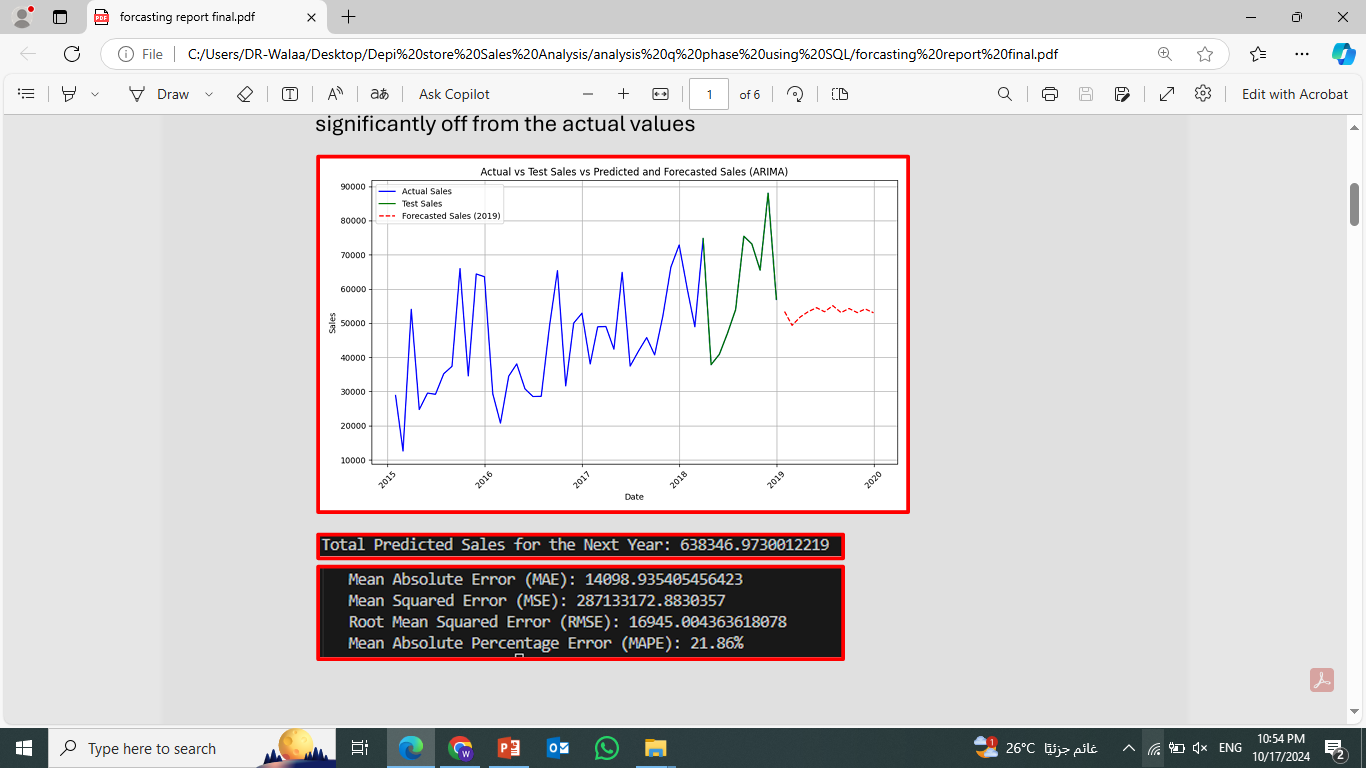 forcasting report final.pdf
File
C:/Users/DR-Walaa/Desktop/Depi%20store%20Sales%20Analysis/analysis%20q%20phase%20using%20SQL/forcasting%20report%20final.pdf
Draw
Ask Copilot
1
of 6
Edit with Acrobat
significantly off from the actual values
Actual vs Test Sales vs Predicted and Forecasted Sales (ARIMA)
Actual Sales
Test Sales
Forecasted Sales (2019)
90000
80000
70000
60000
50000
40000
30000
20000
10000
Sales
2015
2016
2017
2018
2019
2020
Date
Total Predicted Sales for the Next Year: 638346.9730012219
Mean Absolute Error (MAE): 14098.935405456423
Mean Squared Error (MSE): 287133172.8830357
Root Mean Squared Error (RMSE): 16945.004363618078
Mean Absolute Percentage Error (MAPE): 21.86%
Type here to search
1
26°C
غائم جزئيًا
ENG
10:54 PM
10/17/2024
2